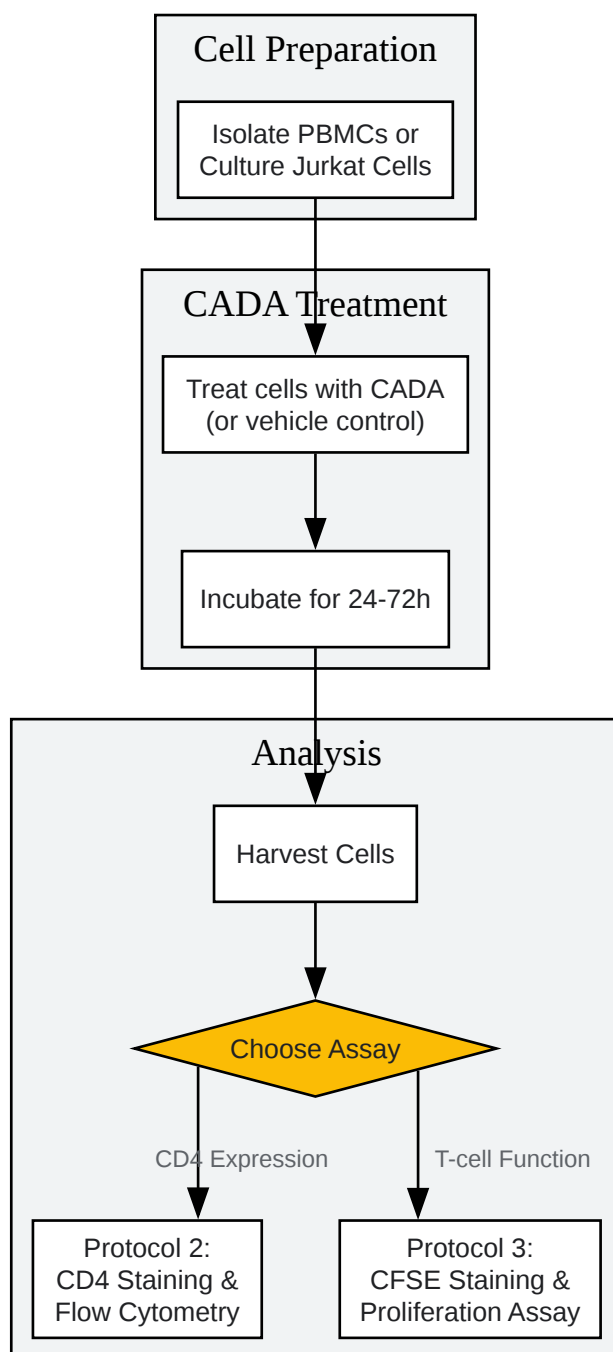 Cell Preparation
Isolate PBMCs or
Culture Jurkat Cells
CADA Treatment
Treat cells with CADA
(or vehicle control)
Incubate for 24-72h
Analysis
Harvest Cells
Choose Assay
CD4 Expression
T-cell Function
Protocol 2:
CD4 Staining &
Flow Cytometry
Protocol 3:
CFSE Staining &
Proliferation Assay